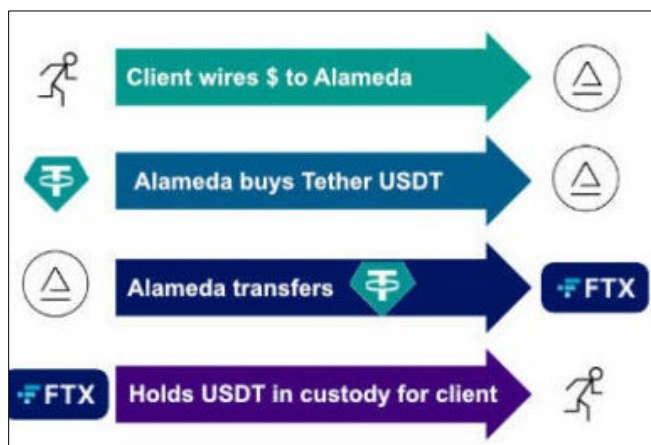 Client wires $ to Alameda
Alameda buys Tether USDT
Alameda transfers
FTX
FTX
Holds USDT in custody for client